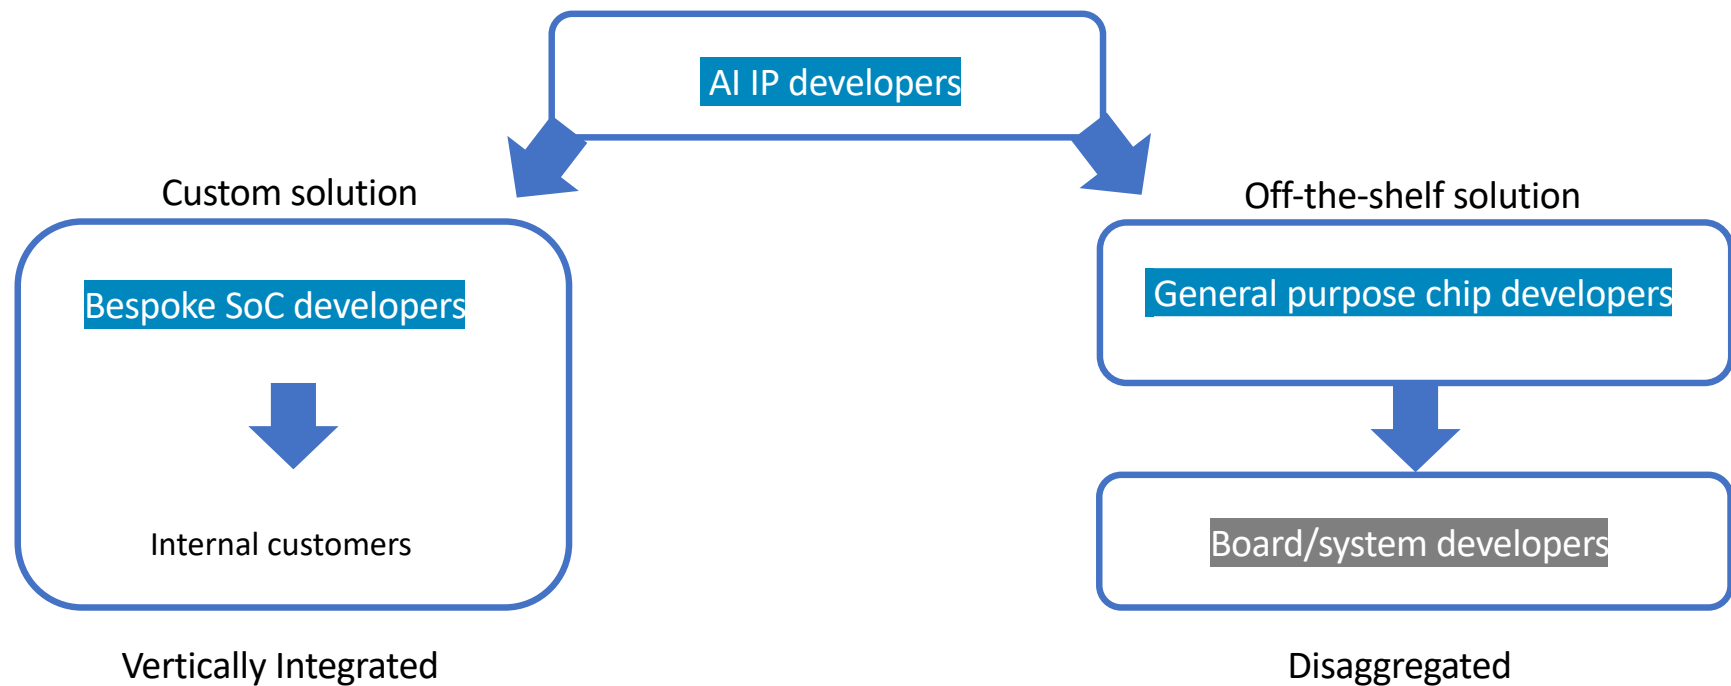 AI IP developers
Custom solution
Off-the-shelf solution
Bespoke SoC developers
General purpose chip developers
Internal customers
Board/system developers
Vertically Integrated
Disaggregated